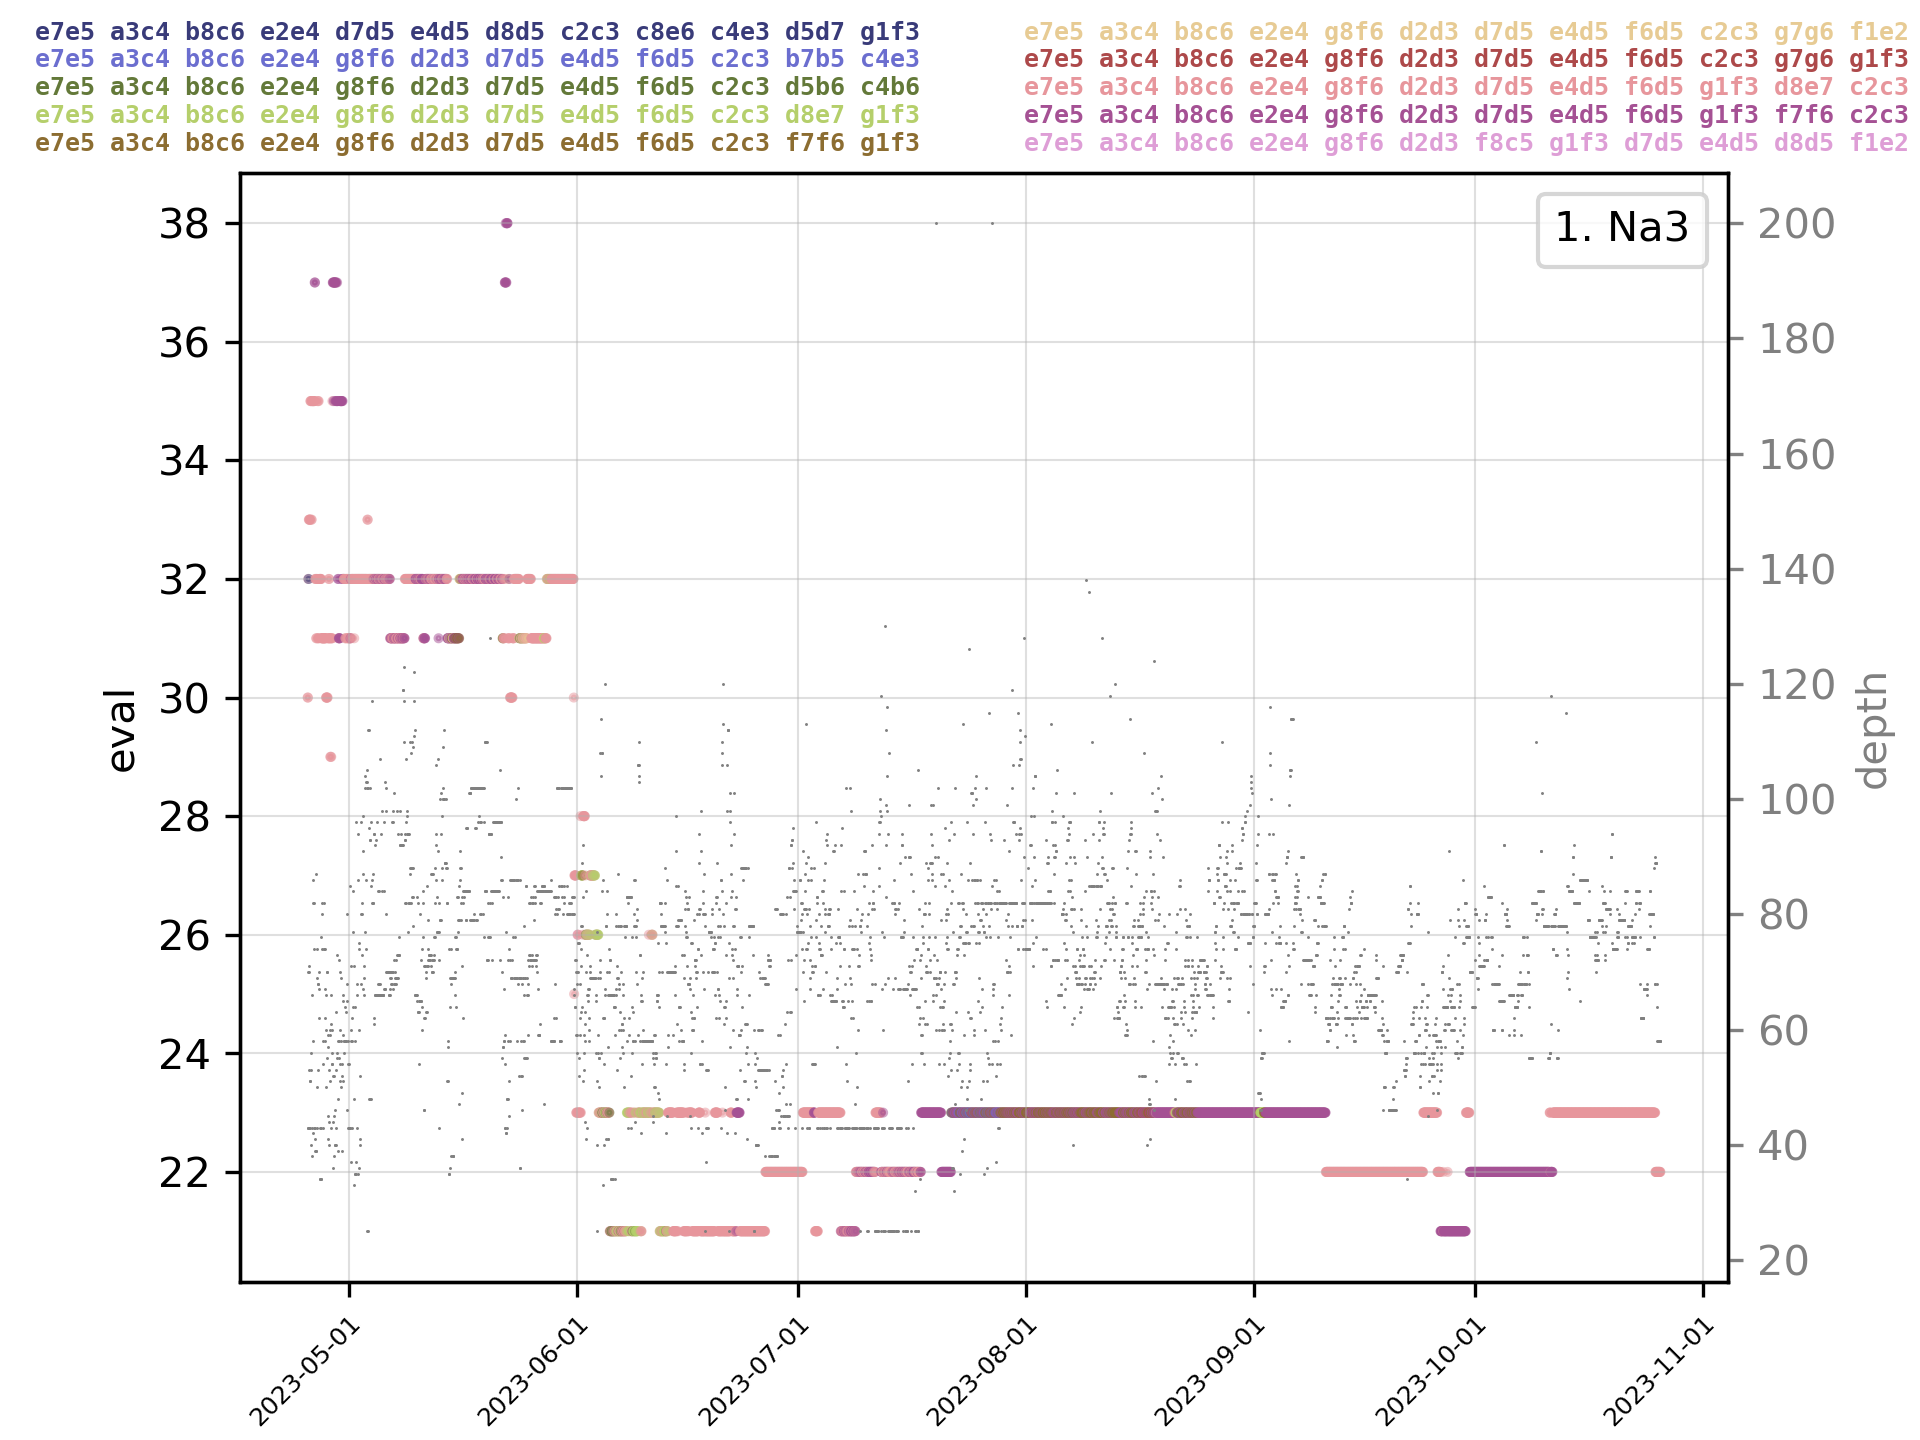 e7e5 a3c4 b8c6 e2e4 d7d5 e4d5 d8d5 c2c3 c8e6 c4e3 d5d7 g1f3
e7e5 a3c4 b8c6 e2e4 g8f6 d2d3 d7d5 e4d5 f6d5 c2c3 b7b5 c4e3
e7e5 a3c4 b8c6 e2e4 g8f6 d2d3 d7d5 e4d5 f6d5 c2c3 d5b6 c4b6
e7e5 a3c4 b8c6 e2e4 g8f6 d2d3 d7d5 e4d5 f6d5 c2c3 d8e7 g1f3
e7e5 a3c4 b8c6 e2e4 g8f6 d2d3 d7d5 e4d5 f6d5 c2c3 f7f6 g1f3
e7e5 a3c4 b8c6 e2e4 g8f6 d2d3 d7d5 e4d5 f6d5 c2c3 g7g6 f1e2
e7e5 a3c4 b8c6 e2e4 g8f6 d2d3 d7d5 e4d5 f6d5 c2c3 g7g6 g1f3
e7e5 a3c4 b8c6 e2e4 g8f6 d2d3 d7d5 e4d5 f6d5 g1f3 d8e7 c2c3
e7e5 a3c4 b8c6 e2e4 g8f6 d2d3 d7d5 e4d5 f6d5 g1f3 f7f6 c2c3
e7e5 a3c4 b8c6 e2e4 g8f6 d2d3 f8c5 g1f3 d7d5 e4d5 d8d5 f1e2
1. Na3
38
36
34
32
30
28
26
24
22
eval
200
180
160
140
120
100
80
60
40
20
depth
2023-05-01
2023-06-01
2023-07-01
2023-08-01
2023-09-01
2023-10-01
2023-11-01